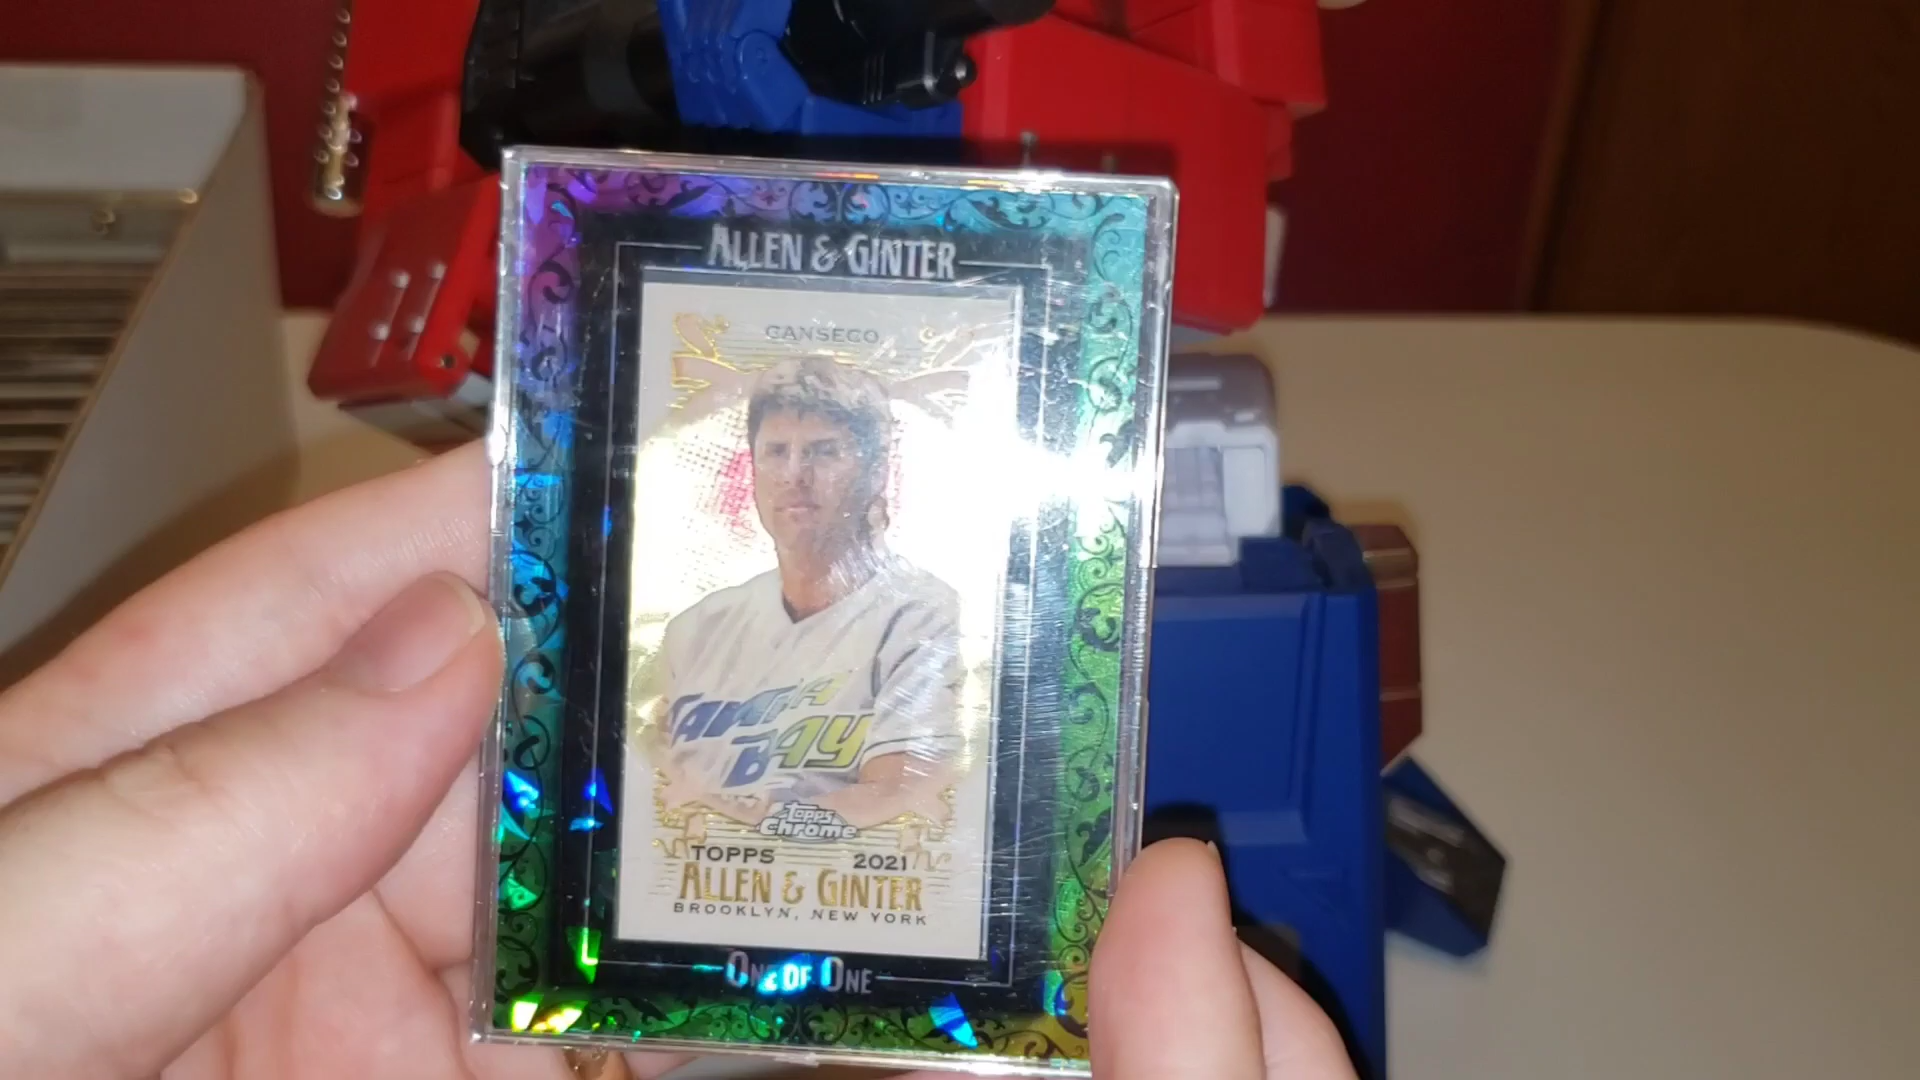 ALLEN & GINTER
CANSECO
TAMPA
BAY
topps
Chrome
TOPPS 2021
ALLEN & GINTER
BROOKLYN, NEW YORK
ONE OF ONE